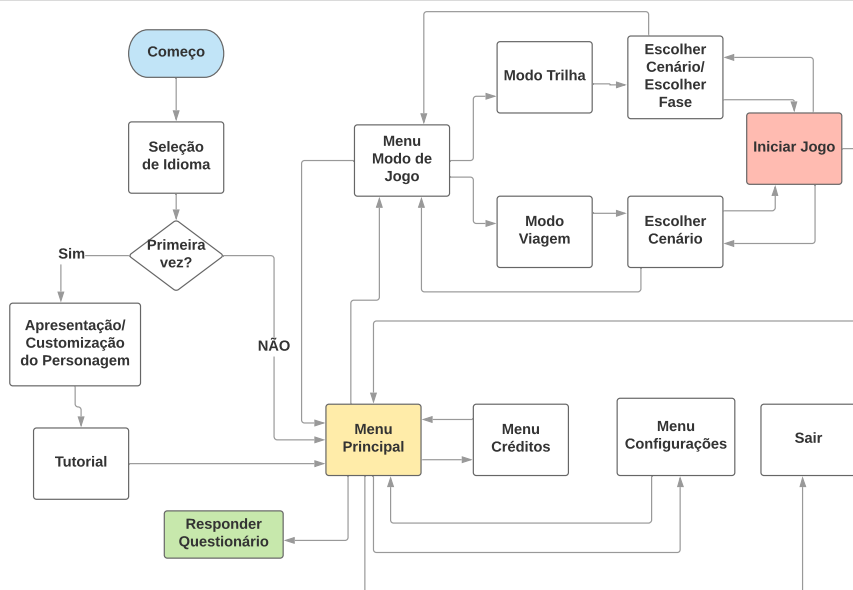 Começo
Seleção
de Idioma
Primeira
vez?
Sim
NÃO
Apresentação/
Customização
do Personagem
Tutorial
Menu
Modo de
Jogo
Modo Trilha
Escolher
Cenário/
Escolher
Fase
Iniciar Jogo
Modo
Viagem
Escolher
Cenário
Menu
Principal
Menu
Créditos
Menu
Configurações
Sair
Responder
Questionário